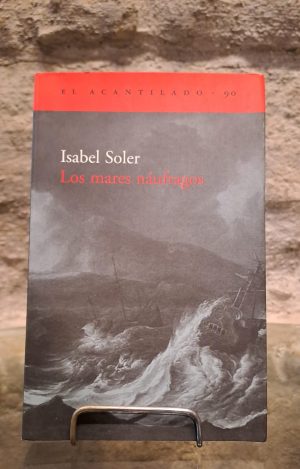 EL ACANTILADO · 90
Isabel Soler
Los mares náufragos